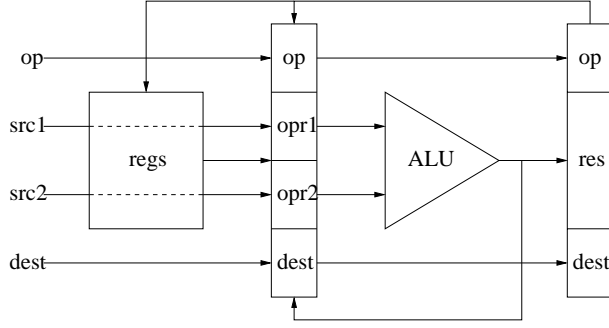 op op op
src1 opr1
regs ALU res
src2 opr2
dest dest dest